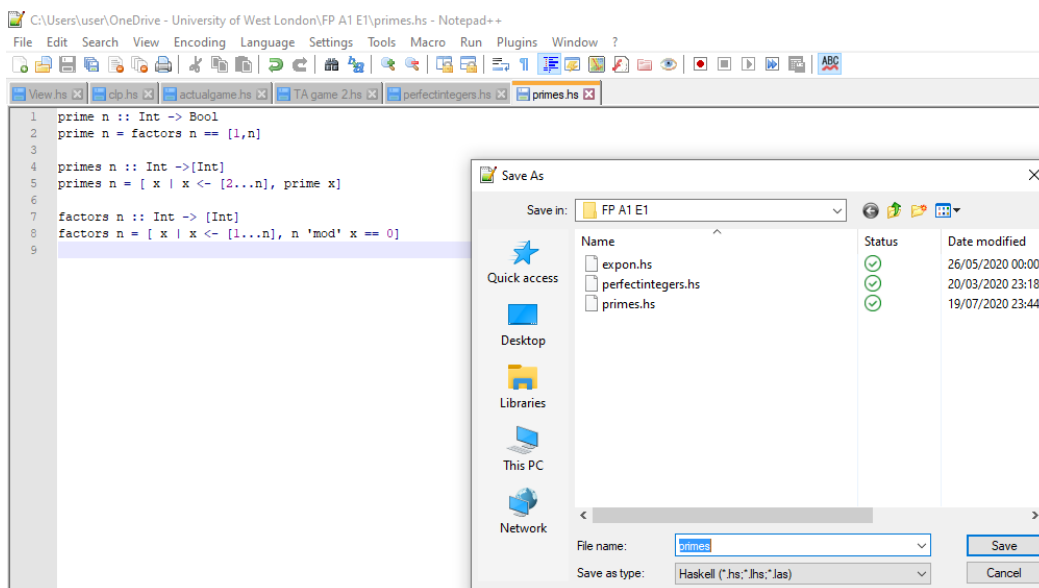 C:\Users\user\OneDrive - University of West London\FP A1 E1\primes.hs - Notepad++
File Edit Search View Encoding Language Settings Tools Macro Run Plugins Window ?
ABC
View.hs clp.hs actualgame.hs TA game 2.hs perfectintegers.hs primes.hs
1 prime n :: Int -> Bool
2 prime n = factors n == [1,n]
3
4 primes n :: Int ->[Int]
5 primes n = [ x | x <- [2...n], prime x]
6
7 factors n :: Int -> [Int]
8 factors n = [ x | x <- [1...n], n 'mod' x == 0]
9
Save As
Save in: FP A1 E1
Name Status Date modified
expon.hs 26/05/2020 00:00
perfectintegers.hs 20/03/2020 23:18
primes.hs 19/07/2020 23:44
Quick access
Desktop
Libraries
This PC
Network
File name: primes Save
Save as type: Haskell (*.hs;*.lhs;*.las) Cancel